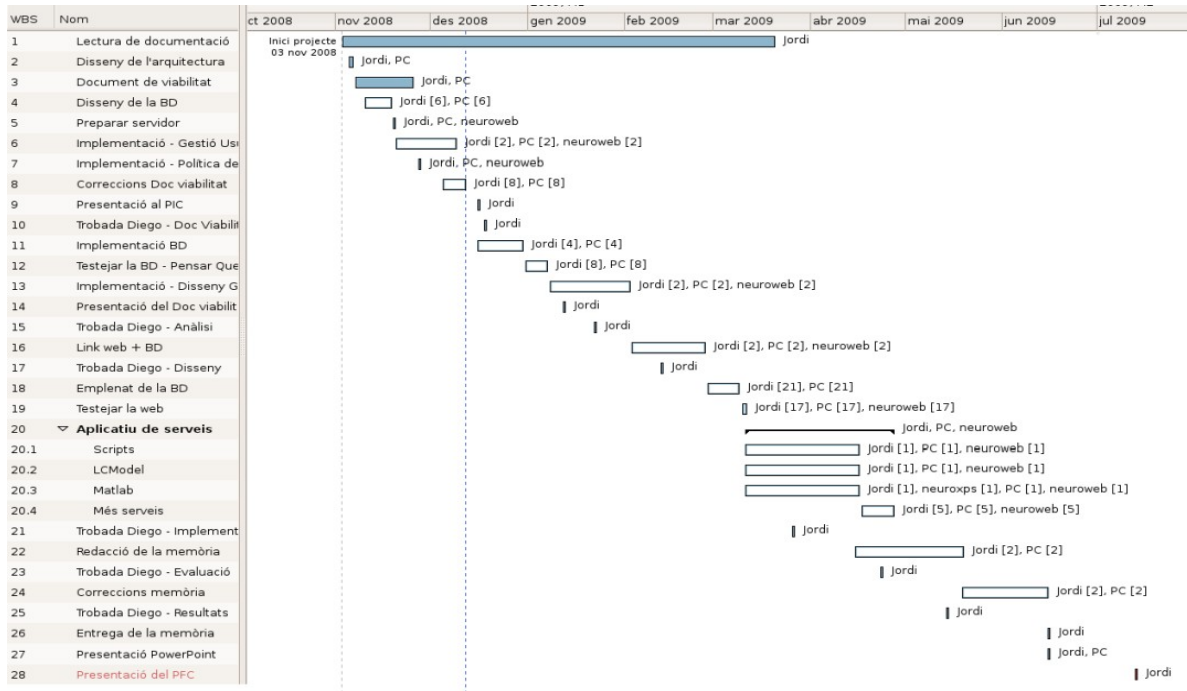 WBS Nom ct 2008 nov 2008 des 2008 gen 2009 feb 2009 mar 2009 abr 2009 mai 2009 jun 2009 jul 2009
1 Lectura de documentació Inici projecte Jordi
03 nov 2008
2 Disseny de l'arquitectura Jordi, PC
3 Document de viabilitat Jordi, PC
4 Disseny de la BD Jordi [6], PC [6]
5 Preparar servidor Jordi, PC, neuroweb
6 Implementació - Gestió Usu Jordi [2], PC [2], neuroweb [2]
7 Implementació - Política de Jordi, PC, neuroweb
8 Correccions Doc viabilitat Jordi [8], PC [8]
9 Presentació al PIC Jordi
10 Trobada Diego - Doc Viabilit Jordi
11 Implementació BD Jordi [4], PC [4]
12 Testejar la BD - Pensar Que Jordi [8], PC [8]
13 Implementació - Disseny G Jordi [2], PC [2], neuroweb [2]
14 Presentació del Doc viabilit Jordi
15 Trobada Diego - Anàlisi Jordi
16 Link web + BD Jordi [2], PC [2], neuroweb [2]
17 Trobada Diego - Disseny Jordi
18 Emplenat de la BD Jordi [21], PC [21]
19 Testejar la web Jordi [17], PC [17], neuroweb [17]
20 Aplicatiu de serveis Jordi, PC, neuroweb
20.1 Scripts Jordi [1], PC [1], neuroweb [1]
20.2 LCModel Jordi [1], PC [1], neuroweb [1]
20.3 Matlab Jordi [1], neuroxps [1], PC [1], neuroweb [1]
20.4 Més serveis Jordi [5], PC [5], neuroweb [5]
21 Trobada Diego - Implement Jordi
22 Redacció de la memòria Jordi [2], PC [2]
23 Trobada Diego - Evaluació Jordi
24 Correccions memòria Jordi [2], PC [2]
25 Trobada Diego - Resultats Jordi
26 Entrega de la memòria Jordi
27 Presentació PowerPoint Jordi, PC
28 Presentació del PFC Jordi